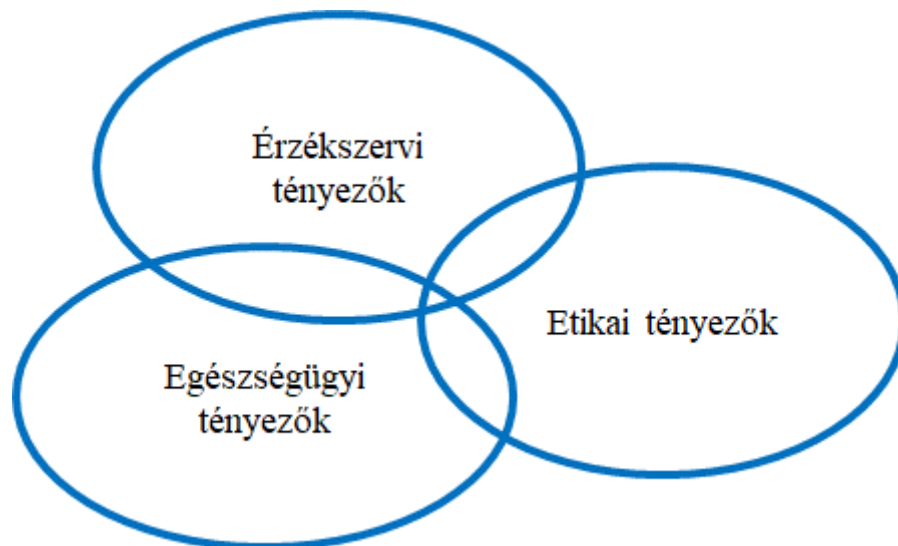 Érzékszervi
tényezők
Etikai tényezők
Egészségügyi
tényezők